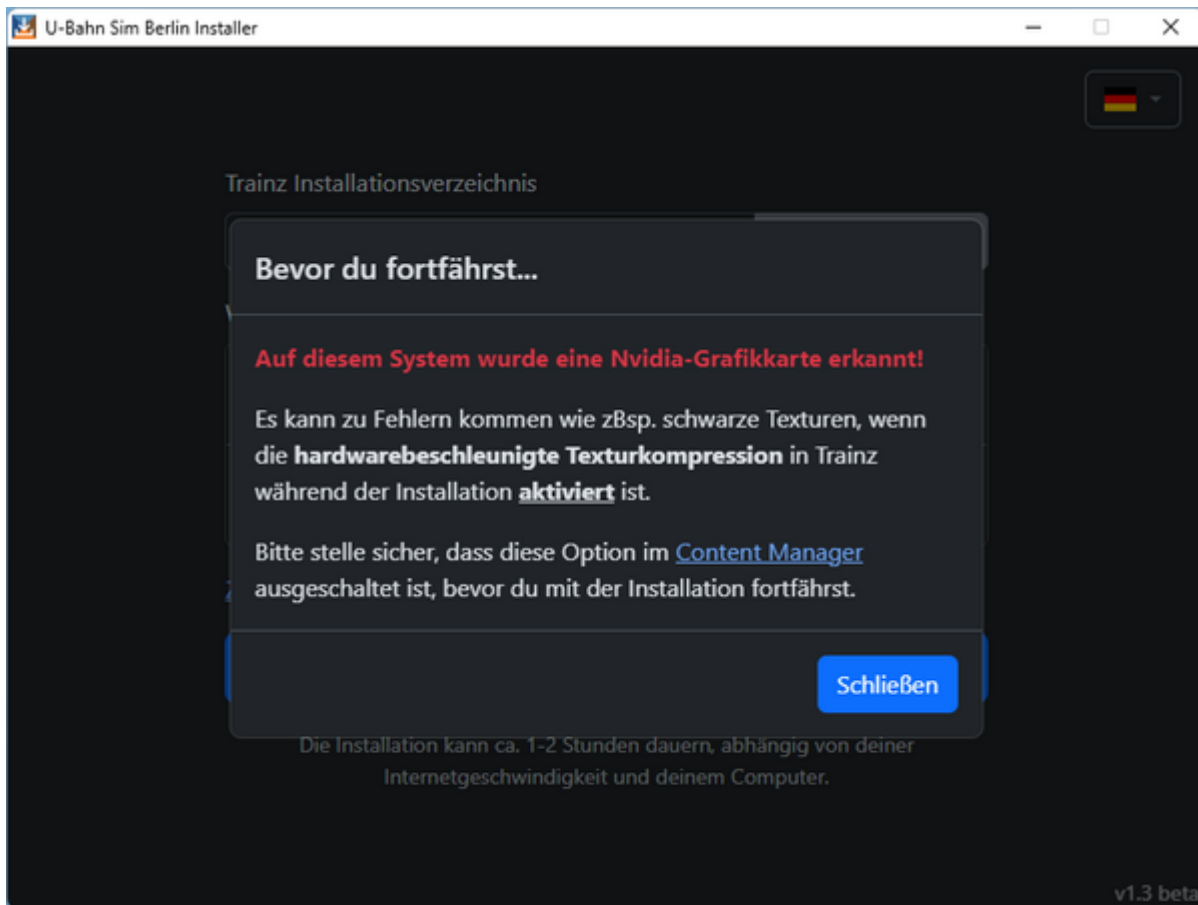 U-Bahn Sim Berlin Installer
Trainz Installationsverzeichnis
Bevor du fortfährst...
Auf diesem System wurde eine Nvidia-Grafikkarte erkannt!
Es kann zu Fehlern kommen wie zBsp. schwarze Texturen, wenn
die hardwarebeschleunigte Texturkompression in Trainz
während der Installation aktiviert ist.
Bitte stelle sicher, dass diese Option im Content Manager
ausgeschaltet ist, bevor du mit der Installation fortfährst.
Schließen
Die Installation kann ca. 1-2 Stunden dauern, abhängig von deiner
Internetgeschwindigkeit und deinem Computer.
v1.3 beta